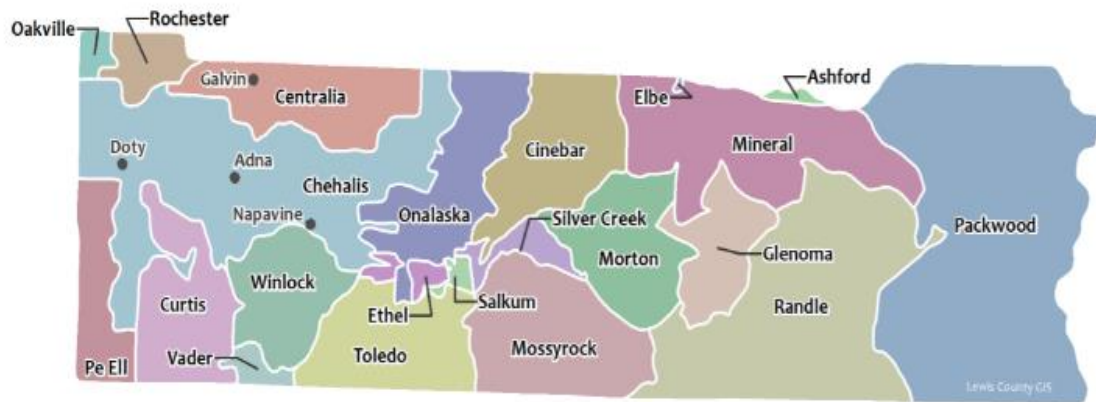 Oakville
Rochester
Galvin
Centralia
Elbe
Ashford
Cinebar
Mineral
Doty
Adna
Chehalis
Napavine
Onalaska
Silver Creek
Morton
Glenoma
Packwood
Winlock
Curtis
Ethel
Salkum
Randle
Pe Ell
Vader
Toledo
Mossyrock
Lewis County GIS